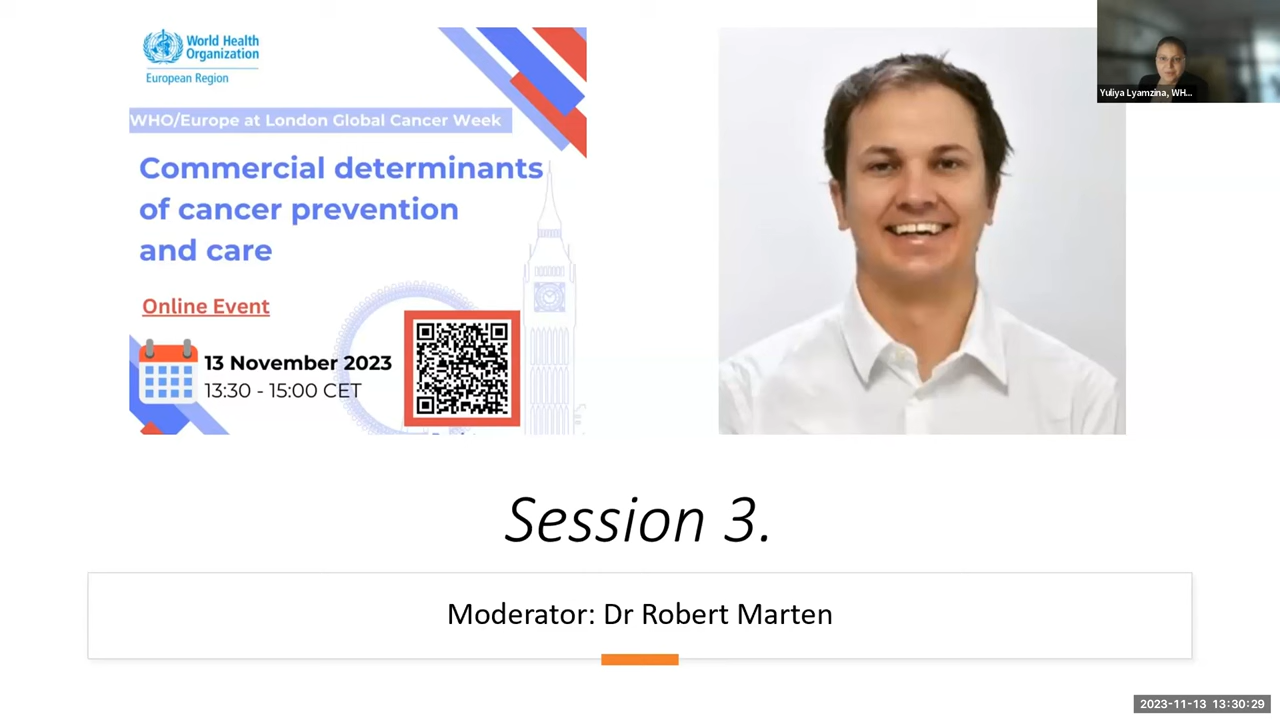 World Health
Organization
European Region
WHO/Europe at London Global Cancer Week
Commercial determinants
of cancer prevention
and care
Online Event
13 November 2023
13:30 - 15:00 CET
Yuliya Lyamzina, WH...
Session 3.
Moderator: Dr Robert Marten
2023-11-13 13:30:29